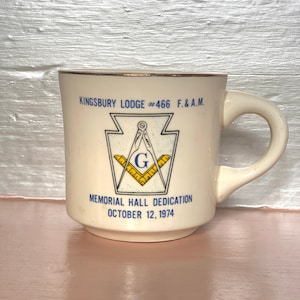 KINGSBURY LODGE #466 F. & A.M.
G
MEMORIAL HALL DEDICATION
OCTOBER 12, 1974